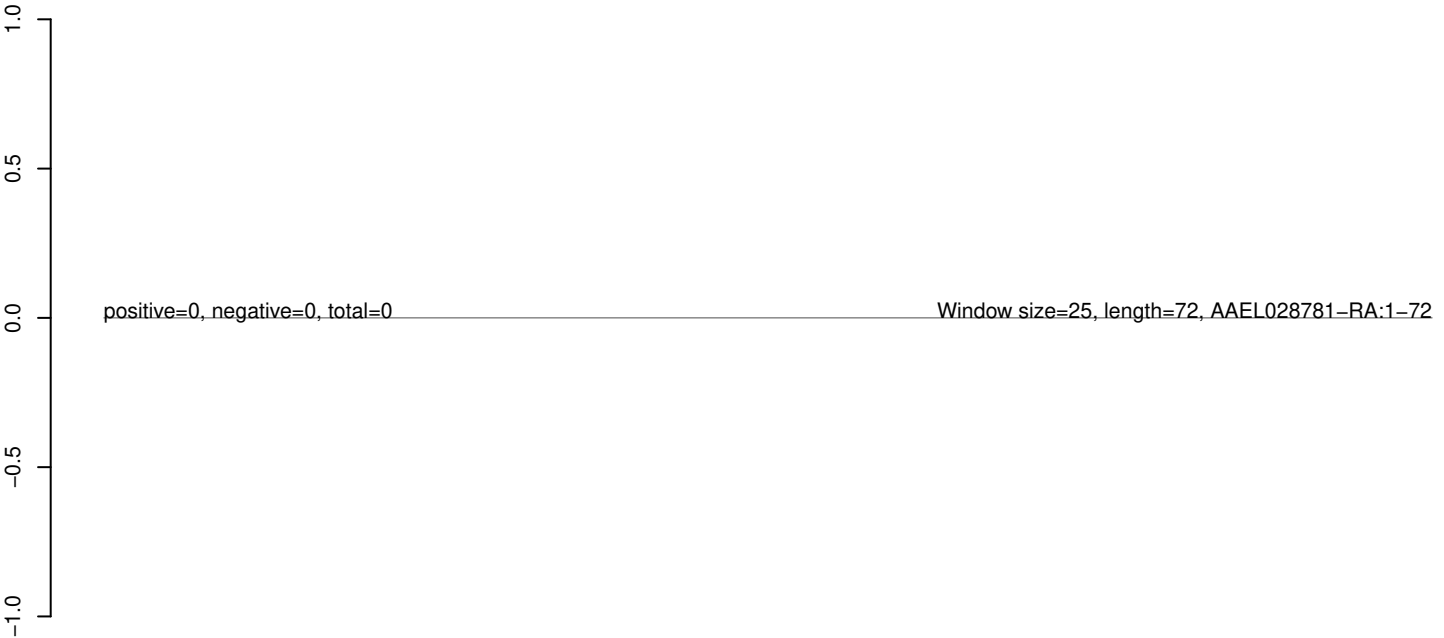 1.0
0.5
0.0
−0.5
−1.0
positive=0, negative=0, total=0
Window size=25, length=72, AAEL028781−RA:1−72